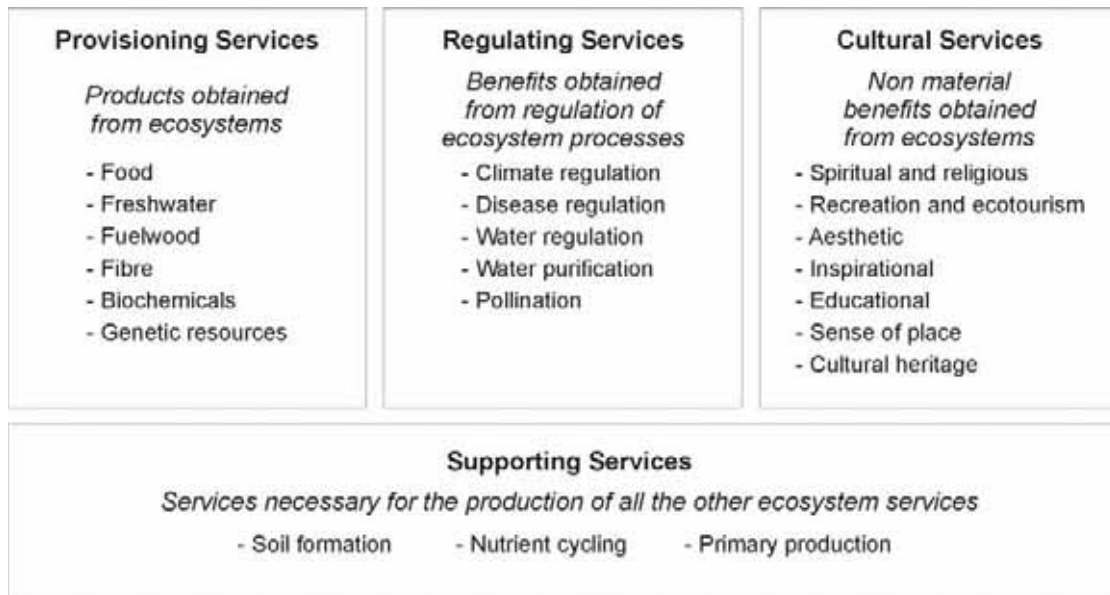 Provisioning Services
Products obtained
from ecosystems
- Food
- Freshwater
- Fuelwood
- Fibre
- Biochemicals
- Genetic resources
Regulating Services
Benefits obtained
from regulation of
ecosystem processes
- Climate regulation
- Disease regulation
- Water regulation
- Water purification
- Pollination
Cultural Services
Non material
benefits obtained
from ecosystems
- Spiritual and religious
- Recreation and ecotourism
- Aesthetic
- Inspirational
- Educational
- Sense of place
- Cultural heritage
Supporting Services
Services necessary for the production of all the other ecosystem services
- Soil formation - Nutrient cycling - Primary production